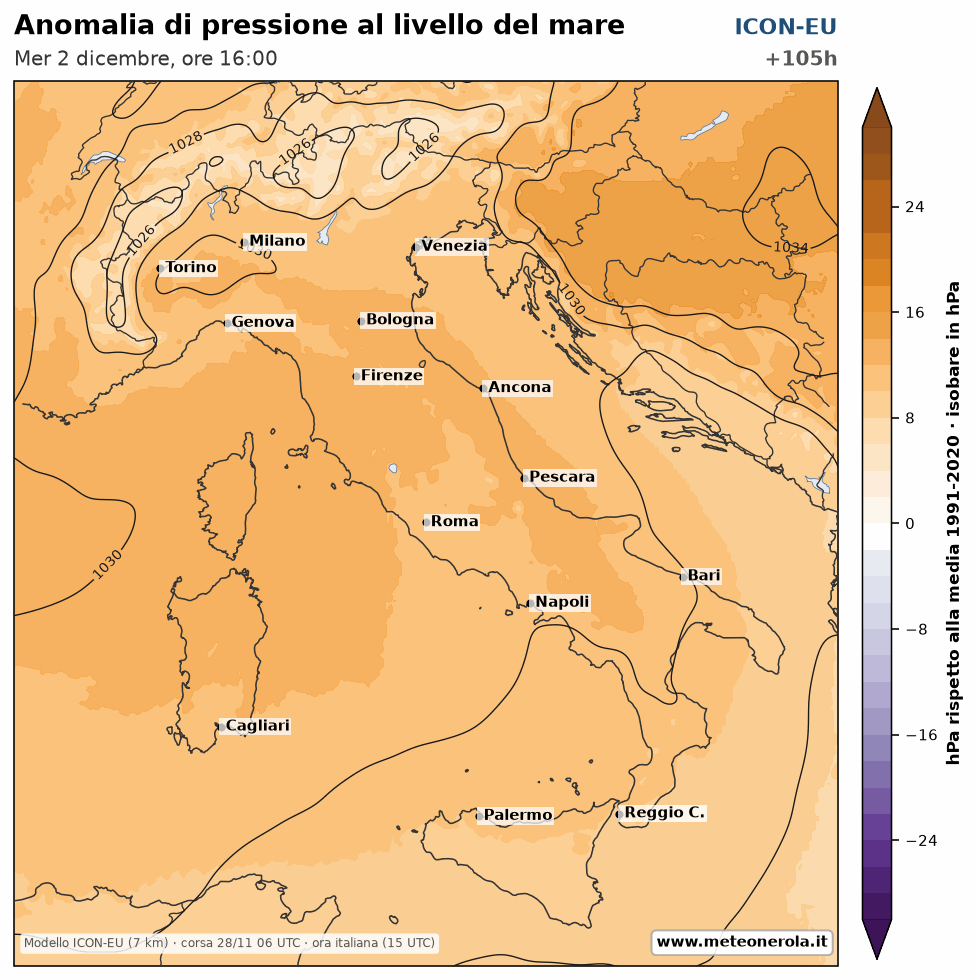 Anomalia di pressione al livello del mare
ICON-EU
Mer 2 dicembre, ore 16:00
+105h
1028
1026
1026
1026
1034
1030
1030
Milano
Torino
Venezia
Genova
Bologna
Firenze
Ancona
Pescara
Roma
Bari
Napoli
Cagliari
Palermo
Reggio C.
24
16
8
0
−8
−16
−24
hPa rispetto alla media 1991-2020 · isobare in hPa
Modello ICON-EU (7 km) · corsa 28/11 06 UTC · ora italiana (15 UTC)
www.meteonerola.it